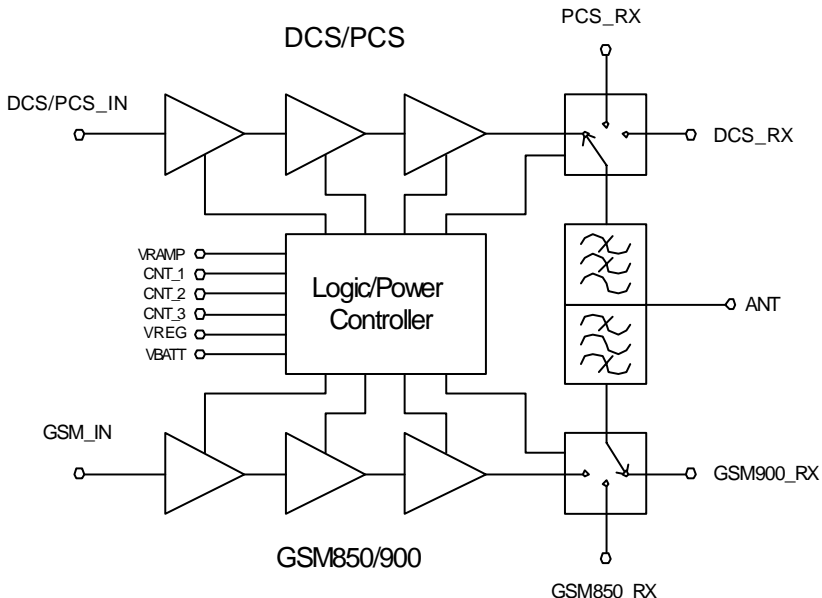 PCS_RX
DCS/PCS
DCS/PCS_IN
DCS_RX
VRAMP
CNT_1
CNT_2
CNT_3
VREG
VBATT
Logic/Power
Controller
ANT
GSM_IN
GSM900_RX
GSM850/900
GSM850_RX